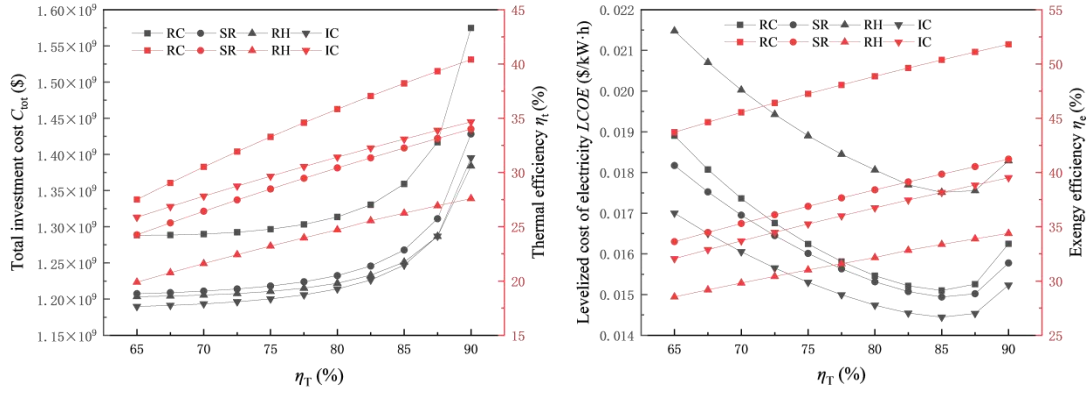 RC SR RH IC
RC SR RH IC
1.60×10⁹
1.55×10⁹
1.50×10⁹
1.45×10⁹
1.40×10⁹
1.35×10⁹
1.30×10⁹
1.25×10⁹
1.20×10⁹
1.15×10⁹
Total investment cost C_tot ($)
45
40
35
30
25
20
15
Thermal efficiency η_t (%)
65 70 75 80 85 90
η_T (%)
RC SR RH IC
RC SR RH IC
0.022
0.021
0.020
0.019
0.018
0.017
0.016
0.015
0.014
Levelized cost of electricity LCOE ($/kW·h)
55
50
45
40
35
30
25
Exengy efficiency η_e (%)
65 70 75 80 85 90
η_T (%)